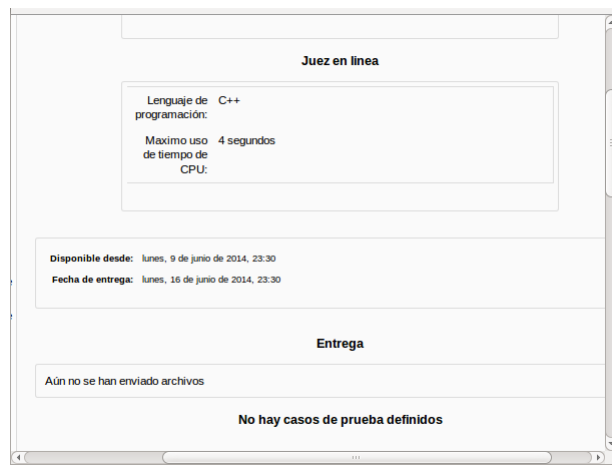 Juez en linea
Lenguaje de C++
programación:
Maximo uso 4 segundos
de tiempo de
CPU:
Disponible desde: lunes, 9 de junio de 2014, 23:30
Fecha de entrega: lunes, 16 de junio de 2014, 23:30
Entrega
Aún no se han enviado archivos
No hay casos de prueba definidos